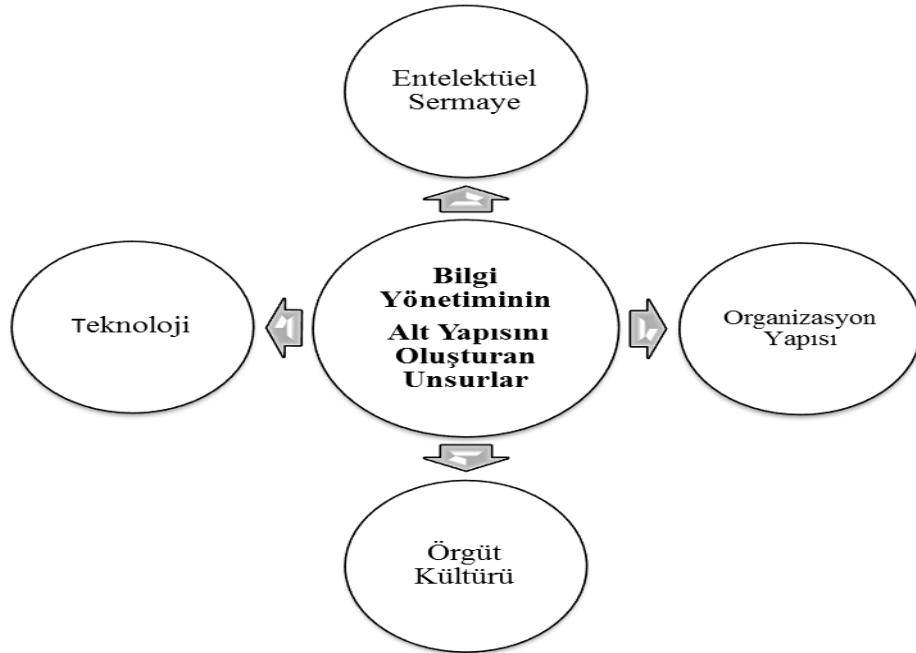 Entelektüel
Sermaye
Bilgi
Yönetiminin
Alt Yapısını
Oluşturan
Unsurlar
Teknoloji
Organizasyon
Yapısı
Örgüt
Kültürü